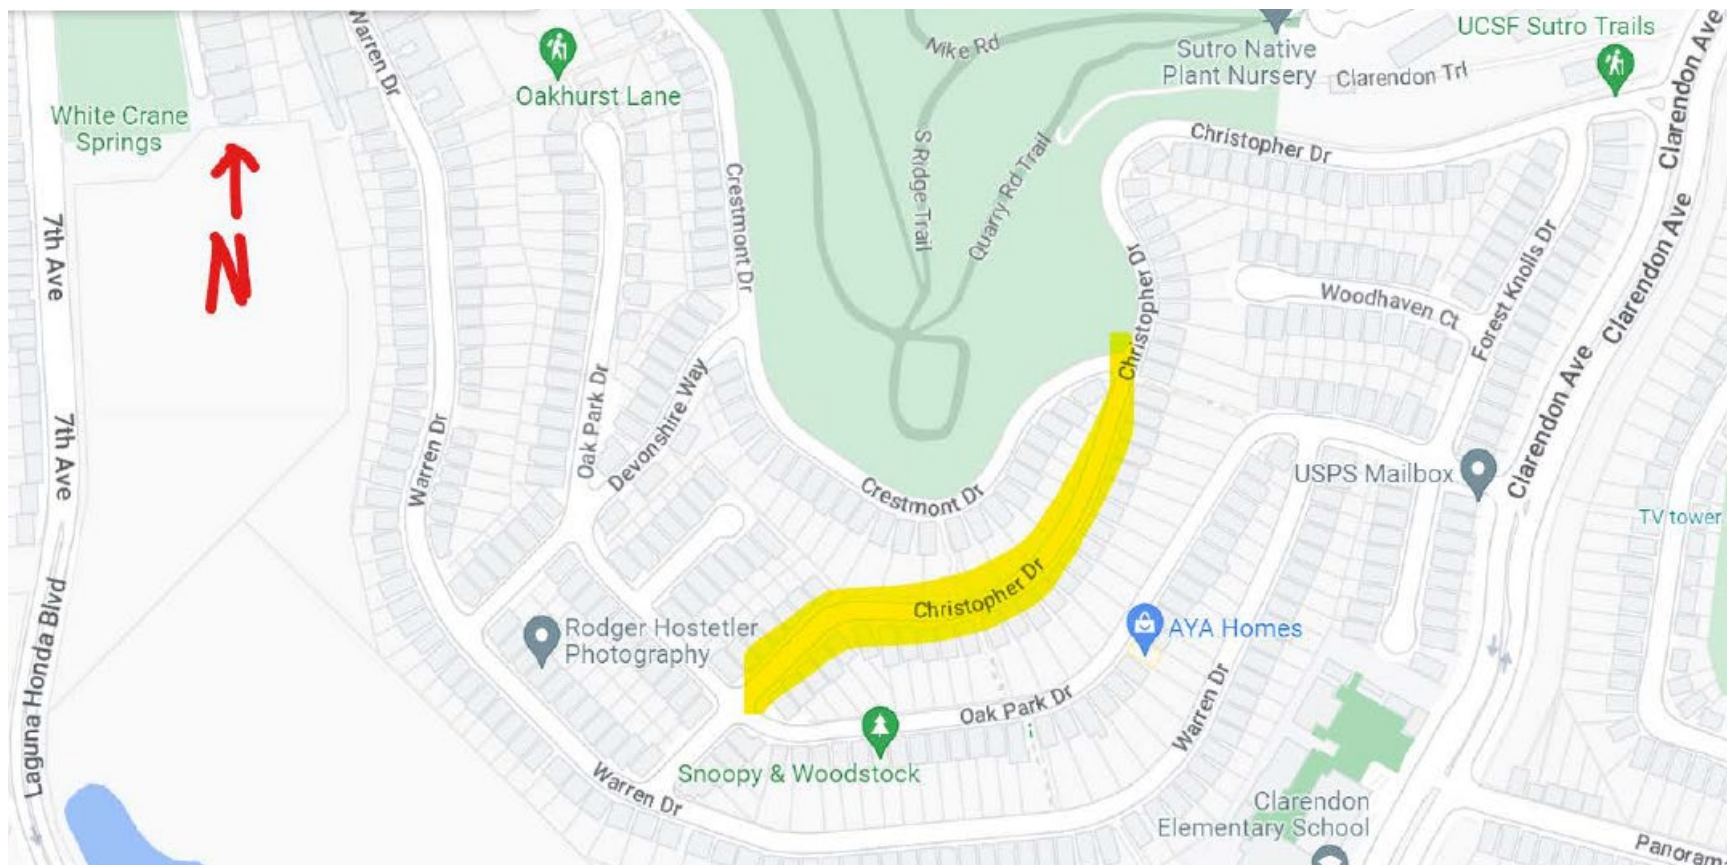 Warren Dr
Oakhurst Lane
Nike Rd
Sutro Native
Plant Nursery
UCSF Sutro Trails
Clarendon Trl
Clarendon Ave
White Crane
Springs
N
7th Ave
Crestmont Dr
S Ridge Trail
Quarry Rd Trail
Christopher Dr
Christopher Dr
Clarendon Ave
Woodhaven Ct
Forest Knolls Dr
Christopher Dr
Oak Park Dr
Devonshire Way
7th Ave
Warren Dr
Crestmont Dr
USPS Mailbox
Clarendon Ave
TV tower
Christopher Dr
Rodger Hostetler
Photography
AYA Homes
Laguna Honda Blvd
Oak Park Dr
Warren Dr
Snoopy & Woodstock
Warren Dr
Clarendon
Elementary School
Panoram